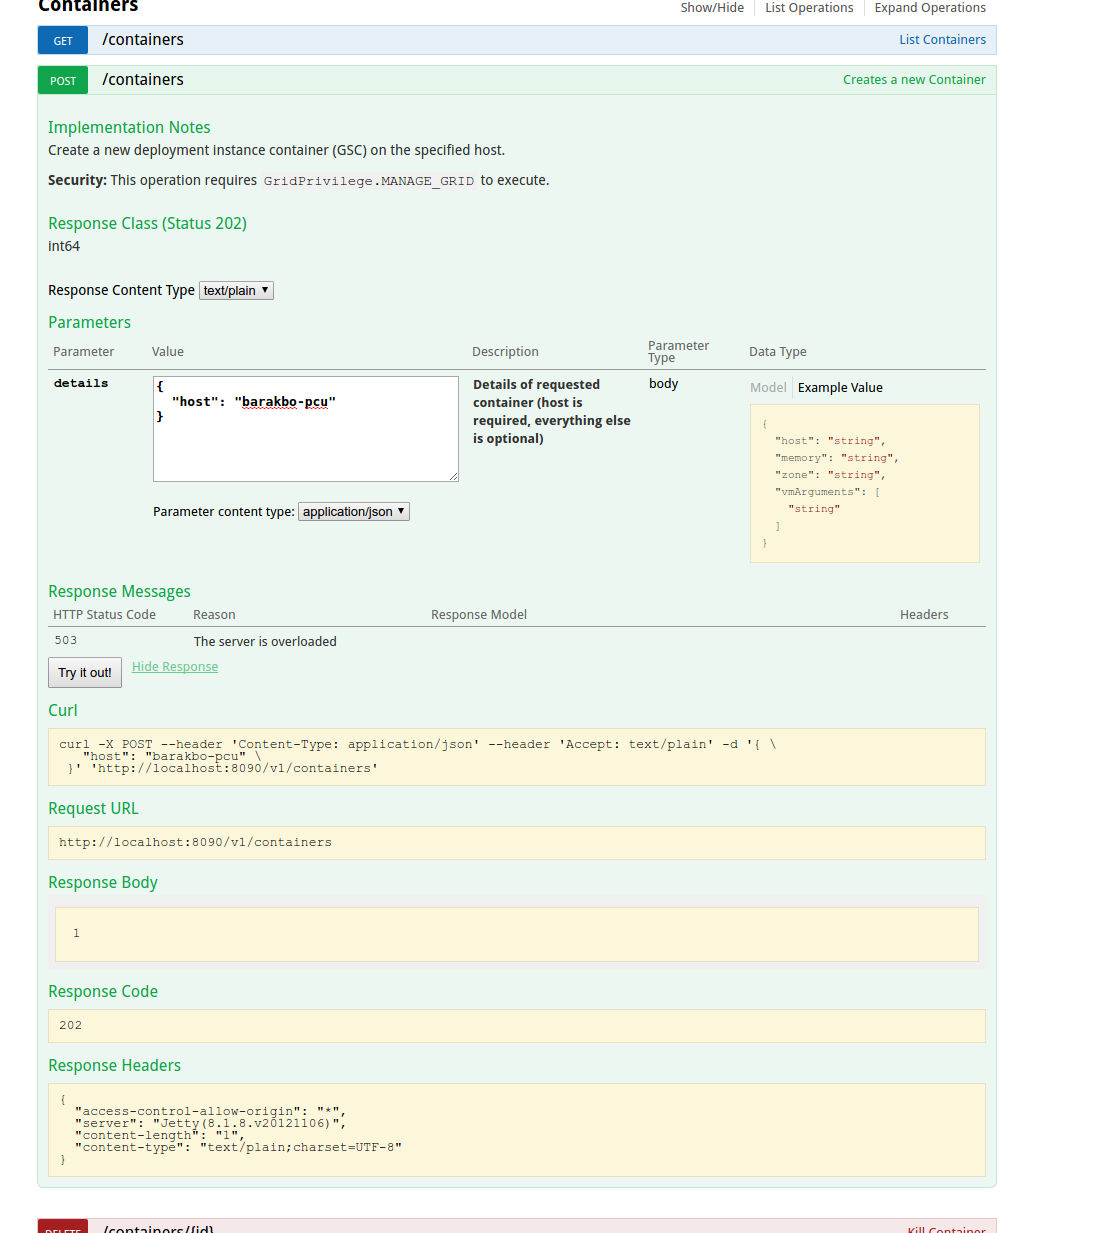 Containers
Show/Hide List Operations Expand Operations
GET /containers List Containers
POST /containers Creates a new Container
Implementation Notes
Create a new deployment instance container (GSC) on the specified host.
Security: This operation requires GridPrivilege.MANAGE_GRID to execute.
Response Class (Status 202)
int64
Response Content Type text/plain
Parameters
Parameter Value Description Parameter Type Data Type
details
{
"host": "barakbo-pcu"
}
Parameter content type: application/json
Details of requested
container (host is
required, everything else
is optional)
body
Model Example Value
{
"host": "string",
"memory": "string",
"zone": "string",
"vmArguments": [
"string"
]
}
Response Messages
HTTP Status Code Reason Response Model Headers
503 The server is overloaded
Try it out! Hide Response
Curl
curl -X POST --header 'Content-Type: application/json' --header 'Accept: text/plain' -d '{ \
"host": "barakbo-pcu" \
}' 'http://localhost:8090/v1/containers'
Request URL
http://localhost:8090/v1/containers
Response Body
1
Response Code
202
Response Headers
{
"access-control-allow-origin": "*",
"server": "Jetty(8.1.8.v20121106)",
"content-length": "1",
"content-type": "text/plain;charset=UTF-8"
}
DELETE /containers/{id} Kill Container